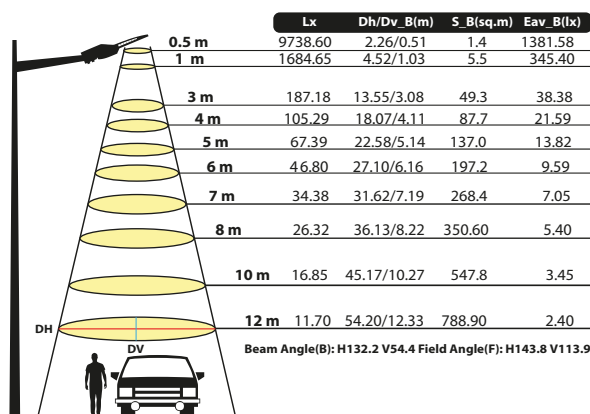 Lx Dh/Dv_B(m) S_B(sq.m) Eav_B(lx)
0.5 m 9738.60 2.26/0.51 1.4 1381.58
1 m 1684.65 4.52/1.03 5.5 345.40
3 m 187.18 13.55/3.08 49.3 38.38
4 m 105.29 18.07/4.11 87.7 21.59
5 m 67.39 22.58/5.14 137.0 13.82
6 m 46.80 27.10/6.16 197.2 9.59
7 m 34.38 31.62/7.19 268.4 7.05
8 m 26.32 36.13/8.22 350.60 5.40
10 m 16.85 45.17/10.27 547.8 3.45
12 m 11.70 54.20/12.33 788.90 2.40
DH
DV
Beam Angle(B): H132.2 V54.4 Field Angle(F): H143.8 V113.9